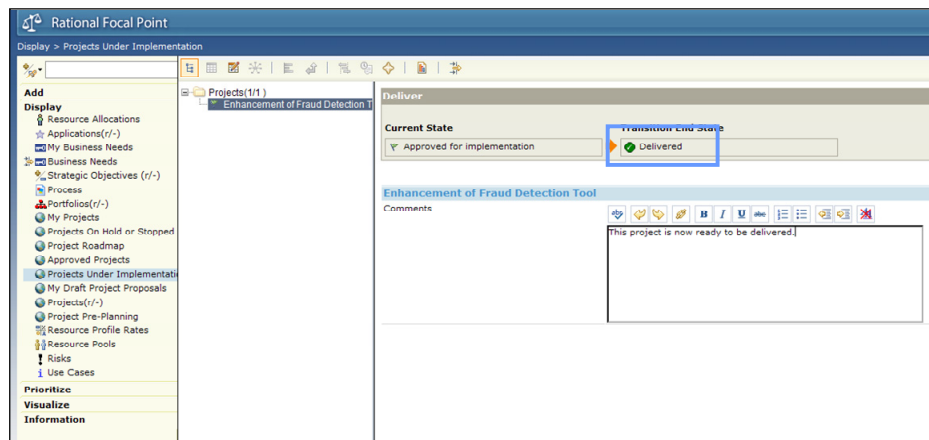 Rational Focal Point
Display > Projects Under Implementation
Add
Display
Resource Allocations
Applications(r/-)
My Business Needs
Business Needs
Strategic Objectives (r/-)
Process
Portfolios(r/-)
My Projects
Projects On Hold or Stopped
Project Roadmap
Approved Projects
Projects Under Implementati
My Draft Project Proposals
Projects(r/-)
Project Pre-Planning
Resource Profile Rates
Resource Pools
Risks
Use Cases
Prioritize
Visualize
Information
Projects(1/1 )
Enhancement of Fraud Detection T
Deliver
Current State
Transition End State
Approved for implementation
Delivered
Enhancement of Fraud Detection Tool
Comments
B I U abc
This project is now ready to be delivered.